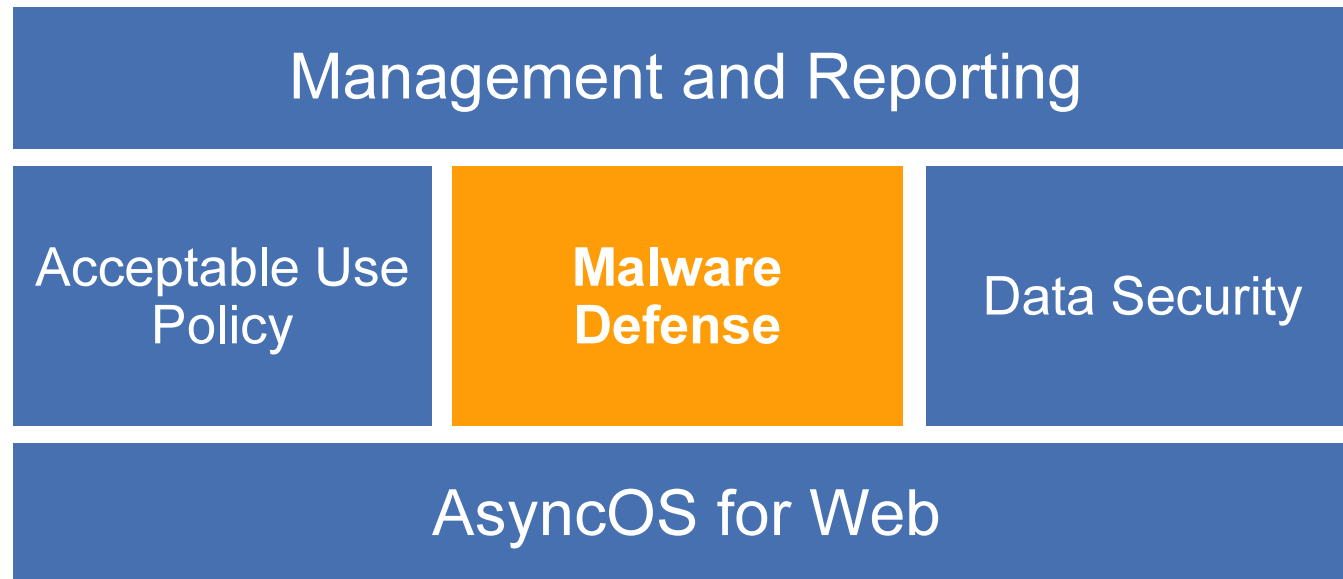 Management and Reporting
Acceptable Use
Policy
Malware
Defense
Data Security
AsyncOS for Web